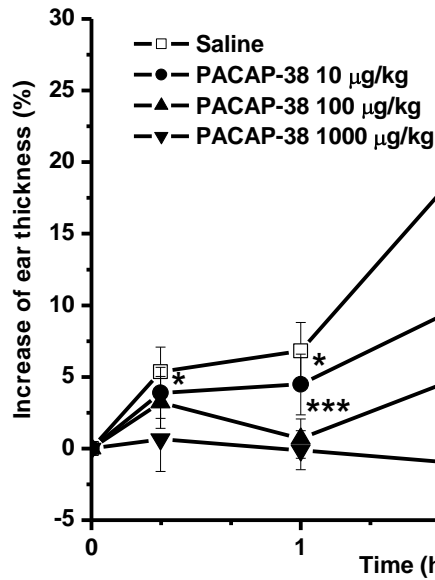 30
25
20
15
10
5
0
-5
Increase of ear thickness (%)
Saline
PACAP-38 10 μg/kg
PACAP-38 100 μg/kg
PACAP-38 1000 μg/kg
*
*
***
0
1
Time (h